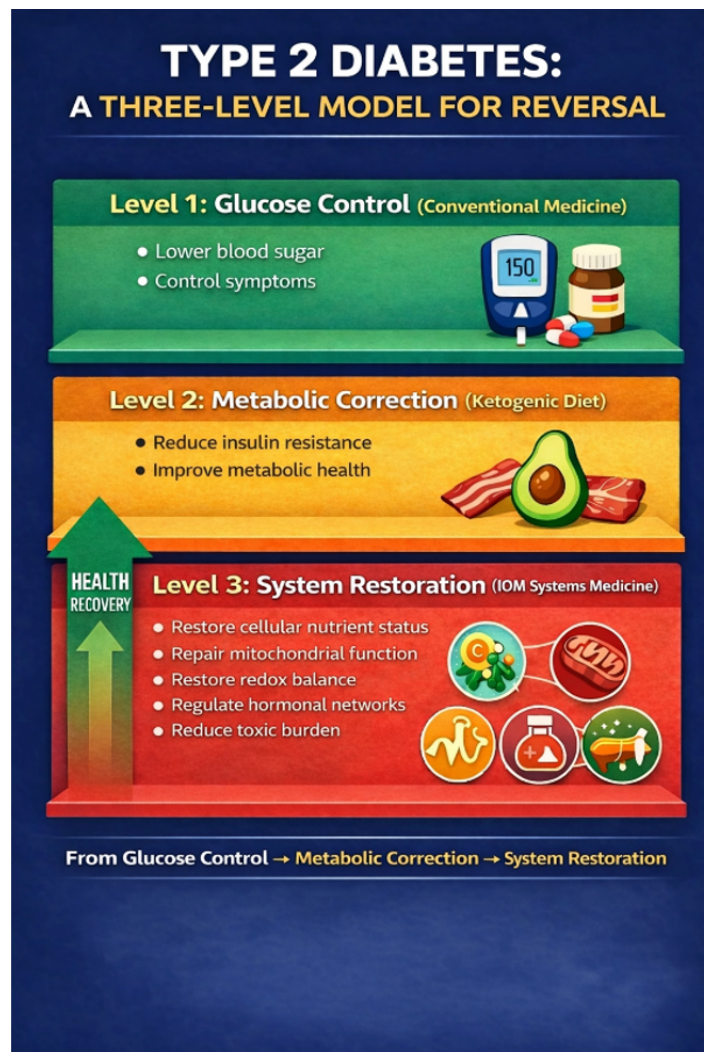 TYPE 2 DIABETES:
A THREE-LEVEL MODEL FOR REVERSAL
Level 1: Glucose Control (Conventional Medicine)
• Lower blood sugar
• Control symptoms
150
Level 2: Metabolic Correction (Ketogenic Diet)
• Reduce insulin resistance
• Improve metabolic health
HEALTH
RECOVERY
Level 3: System Restoration (IOM Systems Medicine)
• Restore cellular nutrient status
• Repair mitochondrial function
• Restore redox balance
• Regulate hormonal networks
• Reduce toxic burden
C
From Glucose Control → Metabolic Correction → System Restoration